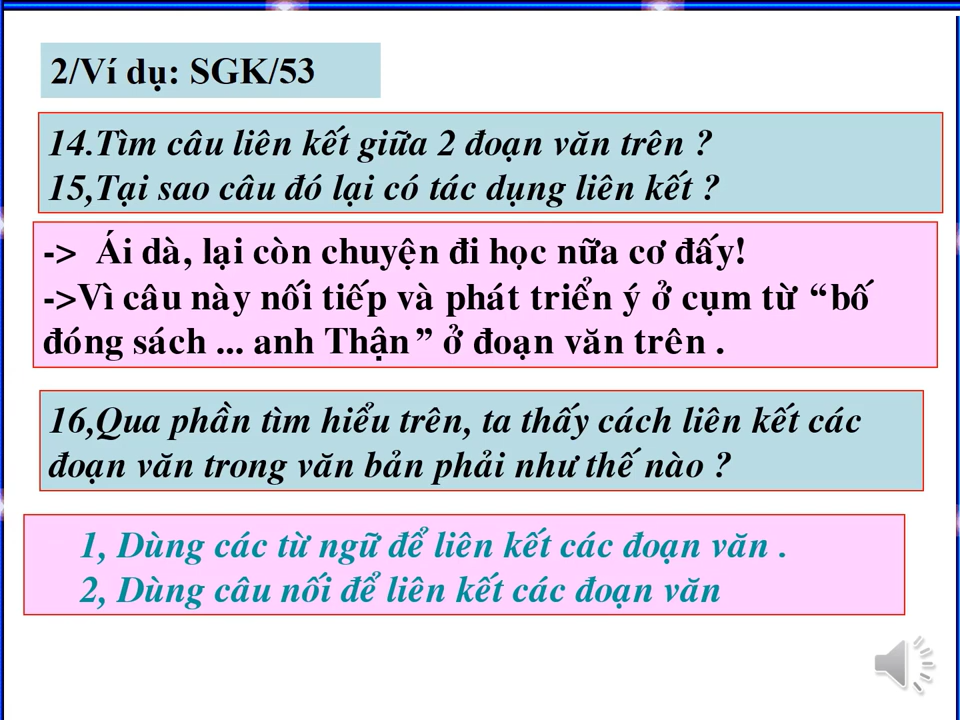 2/Ví dụ: SGK/53
14.Tìm câu liên kết giữa 2 đoạn văn trên ?
15,Tại sao câu đó lại có tác dụng liên kết ?
-> Ái dà, lại còn chuyện đi học nữa cơ đấy!
->Vì câu này nối tiếp và phát triển ý ở cụm từ “bố
đóng sách ... anh Thận” ở đoạn văn trên .
16,Qua phần tìm hiểu trên, ta thấy cách liên kết các
đoạn văn trong văn bản phải như thế nào ?
1, Dùng các từ ngữ để liên kết các đoạn văn .
2, Dùng câu nối để liên kết các đoạn văn